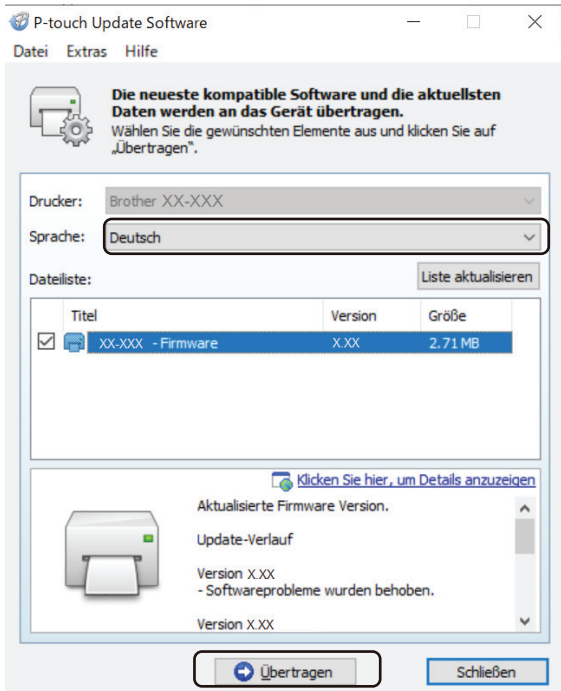 P-touch Update Software
Datei Extras Hilfe
Die neueste kompatible Software und die aktuellsten
Daten werden an das Gerät übertragen.
Wählen Sie die gewünschten Elemente aus und klicken Sie auf
„Übertragen“.
Drucker: Brother XX-XXX
Sprache: Deutsch
Dateiliste: Liste aktualisieren
Titel Version Größe
XX-XXX - Firmware X.XX 2.71 MB
Klicken Sie hier, um Details anzuzeigen
Aktualisierte Firmware Version.
Update-Verlauf
Version X.XX
- Softwareprobleme wurden behoben.
Version X.XX
Übertragen Schließen